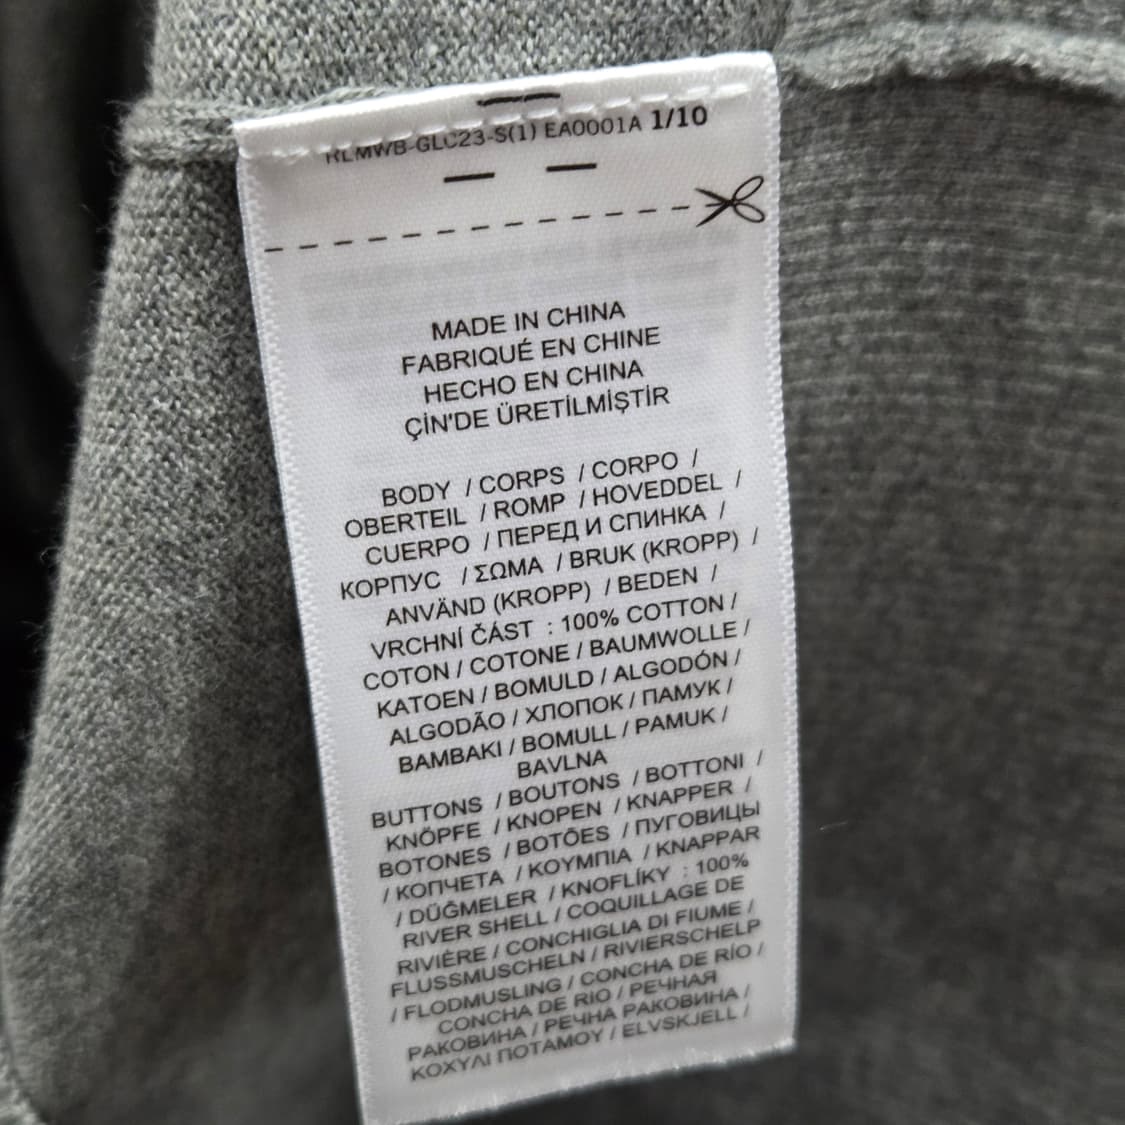 RLMWB-GLC23-S(1) EA0001A 1/10
MADE IN CHINA
FABRIQUÉ EN CHINE
HECHO EN CHINA
ÇİN'DE ÜRETİLMİŞTİR
BODY / CORPS / CORPO /
OBERTEIL / ROMP / HOVEDDEL /
CUERPO / ПЕРЕД И СПИНКА /
КОРПУС / ΣΩΜΑ / BRUK (KROPP) /
ANVÄND (KROPP) / BEDEN /
VRCHNÍ ČÁST : 100% COTTON /
COTON / COTONE / BAUMWOLLE /
KATOEN / BOMULD / ALGODÓN /
ALGODÃO / ХЛОПОК / ПАМУК /
BAMBAKI / BOMULL / PAMUK /
BAVLNA
BUTTONS / BOUTONS / BOTTONI /
KNÖPFE / KNOPEN / KNAPPER /
BOTONES / BOTÕES / ПУГОВИЦЫ
/ КОПЧЕТА / ΚΟΥΜΠΙΑ / KNAPPAR
/ DÜĞMELER / KNOFLÍKY : 100%
RIVER SHELL / COQUILLAGE DE
RIVIÈRE / CONCHIGLIA DI FIUME /
FLUSSMUSCHELN / RIVIERSCHELP
/ FLODMUSLING / CONCHA DE RÍO /
CONCHA DE RIO / РЕЧНАЯ
РАКОВИНА / РЕЧНА РАКОВИНА /
ΚΟΧΥΛΙ ΠΟΤΑΜΟΥ / ELVSKJELL /